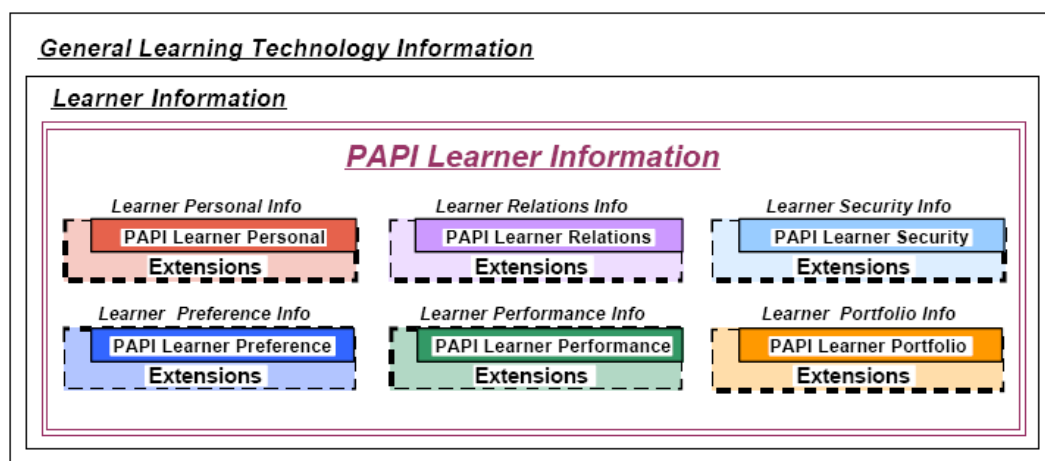 General Learning Technology Information
Learner Information
PAPI Learner Information
Learner Personal Info
PAPI Learner Personal
Extensions
Learner Relations Info
PAPI Learner Relations
Extensions
Learner Security Info
PAPI Learner Security
Extensions
Learner Preference Info
PAPI Learner Preference
Extensions
Learner Performance Info
PAPI Learner Performance
Extensions
Learner Portfolio Info
PAPI Learner Portfolio
Extensions